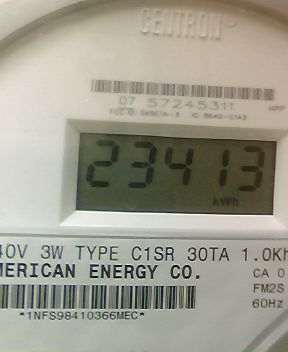 CENTRON
07 57245311
23413
kWh
40V 3W TYPE C1SR 30TA 1.0Kh
MERICAN ENERGY CO.
CA 0
FM2S
60Hz
*1NFS98410366MEC*